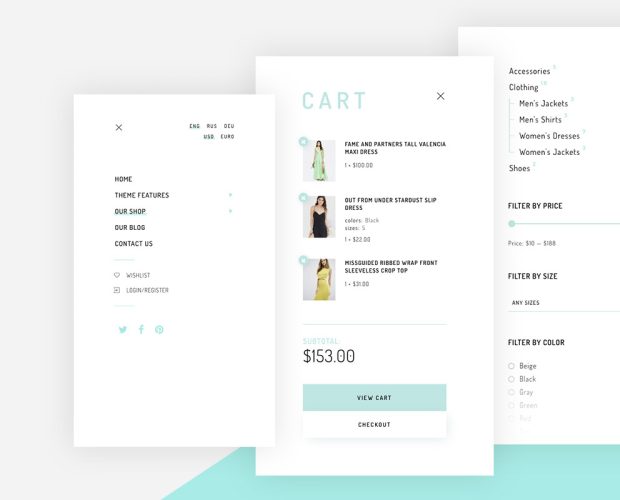 ENG RUS DEU
USD EURO
HOME
THEME FEATURES
OUR SHOP
OUR BLOG
CONTACT US
WISHLIST
LOGIN/REGISTER
CART
FAME AND PARTNERS TALL VALENCIA
MAXI DRESS
1 × $100.00
OUT FROM UNDER STARDUST SLIP
DRESS
colors: Black
sizes: S
1 × $22.00
MISSGUIDED RIBBED WRAP FRONT
SLEEVELESS CROP TOP
1 × $31.00
SUBTOTAL:
$153.00
VIEW CART
CHECKOUT
Accessories
Clothing
Men's Jackets
Men's Shirts
Women's Dresses
Women's Jackets
Shoes
FILTER BY PRICE
Price: $10 — $188
FILTER BY SIZE
ANY SIZES
FILTER BY COLOR
Beige
Black
Gray
Green
Red